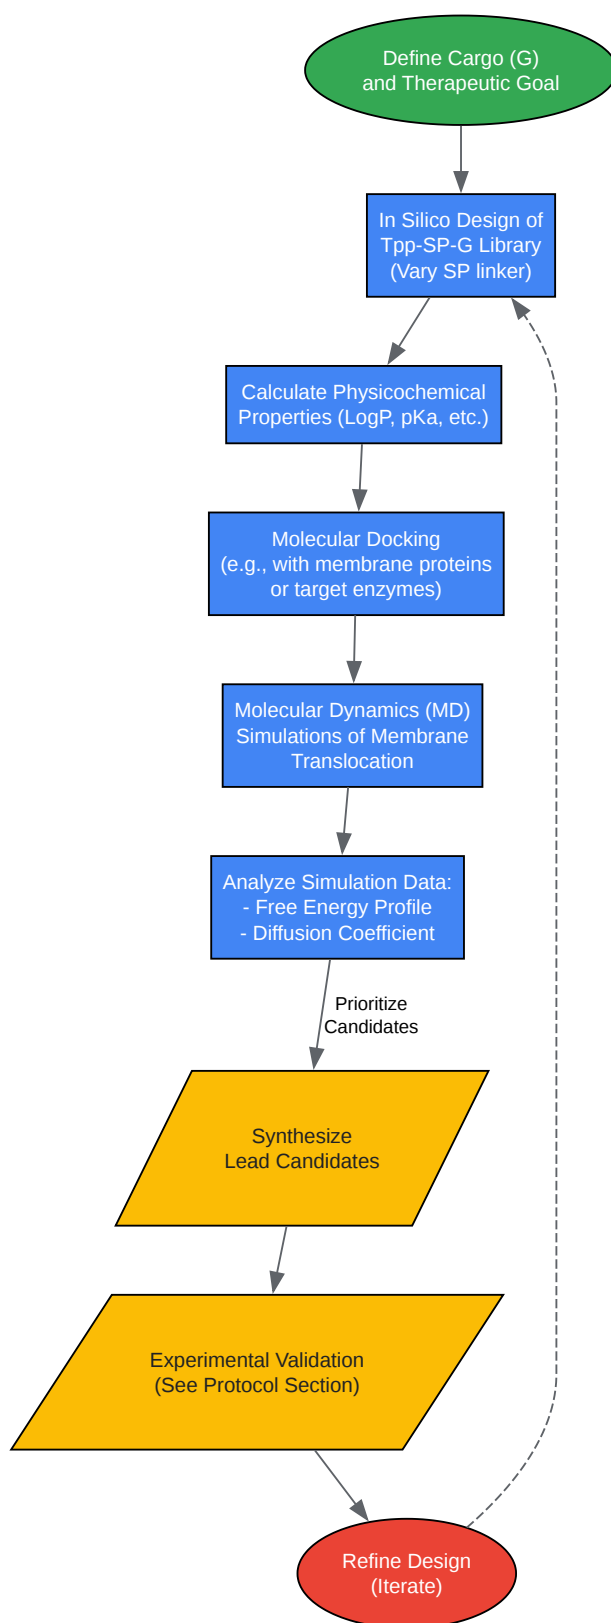 Define Cargo (G)
and Therapeutic Goal
In Silico Design of
Tpp-SP-G Library
(Vary SP linker)
Calculate Physicochemical
Properties (LogP, pKa, etc.)
Molecular Docking
(e.g., with membrane proteins
or target enzymes)
Molecular Dynamics (MD)
Simulations of Membrane
Translocation
Analyze Simulation Data:
- Free Energy Profile
- Diffusion Coefficient
Prioritize
Candidates
Synthesize
Lead Candidates
Experimental Validation
(See Protocol Section)
Refine Design
(Iterate)